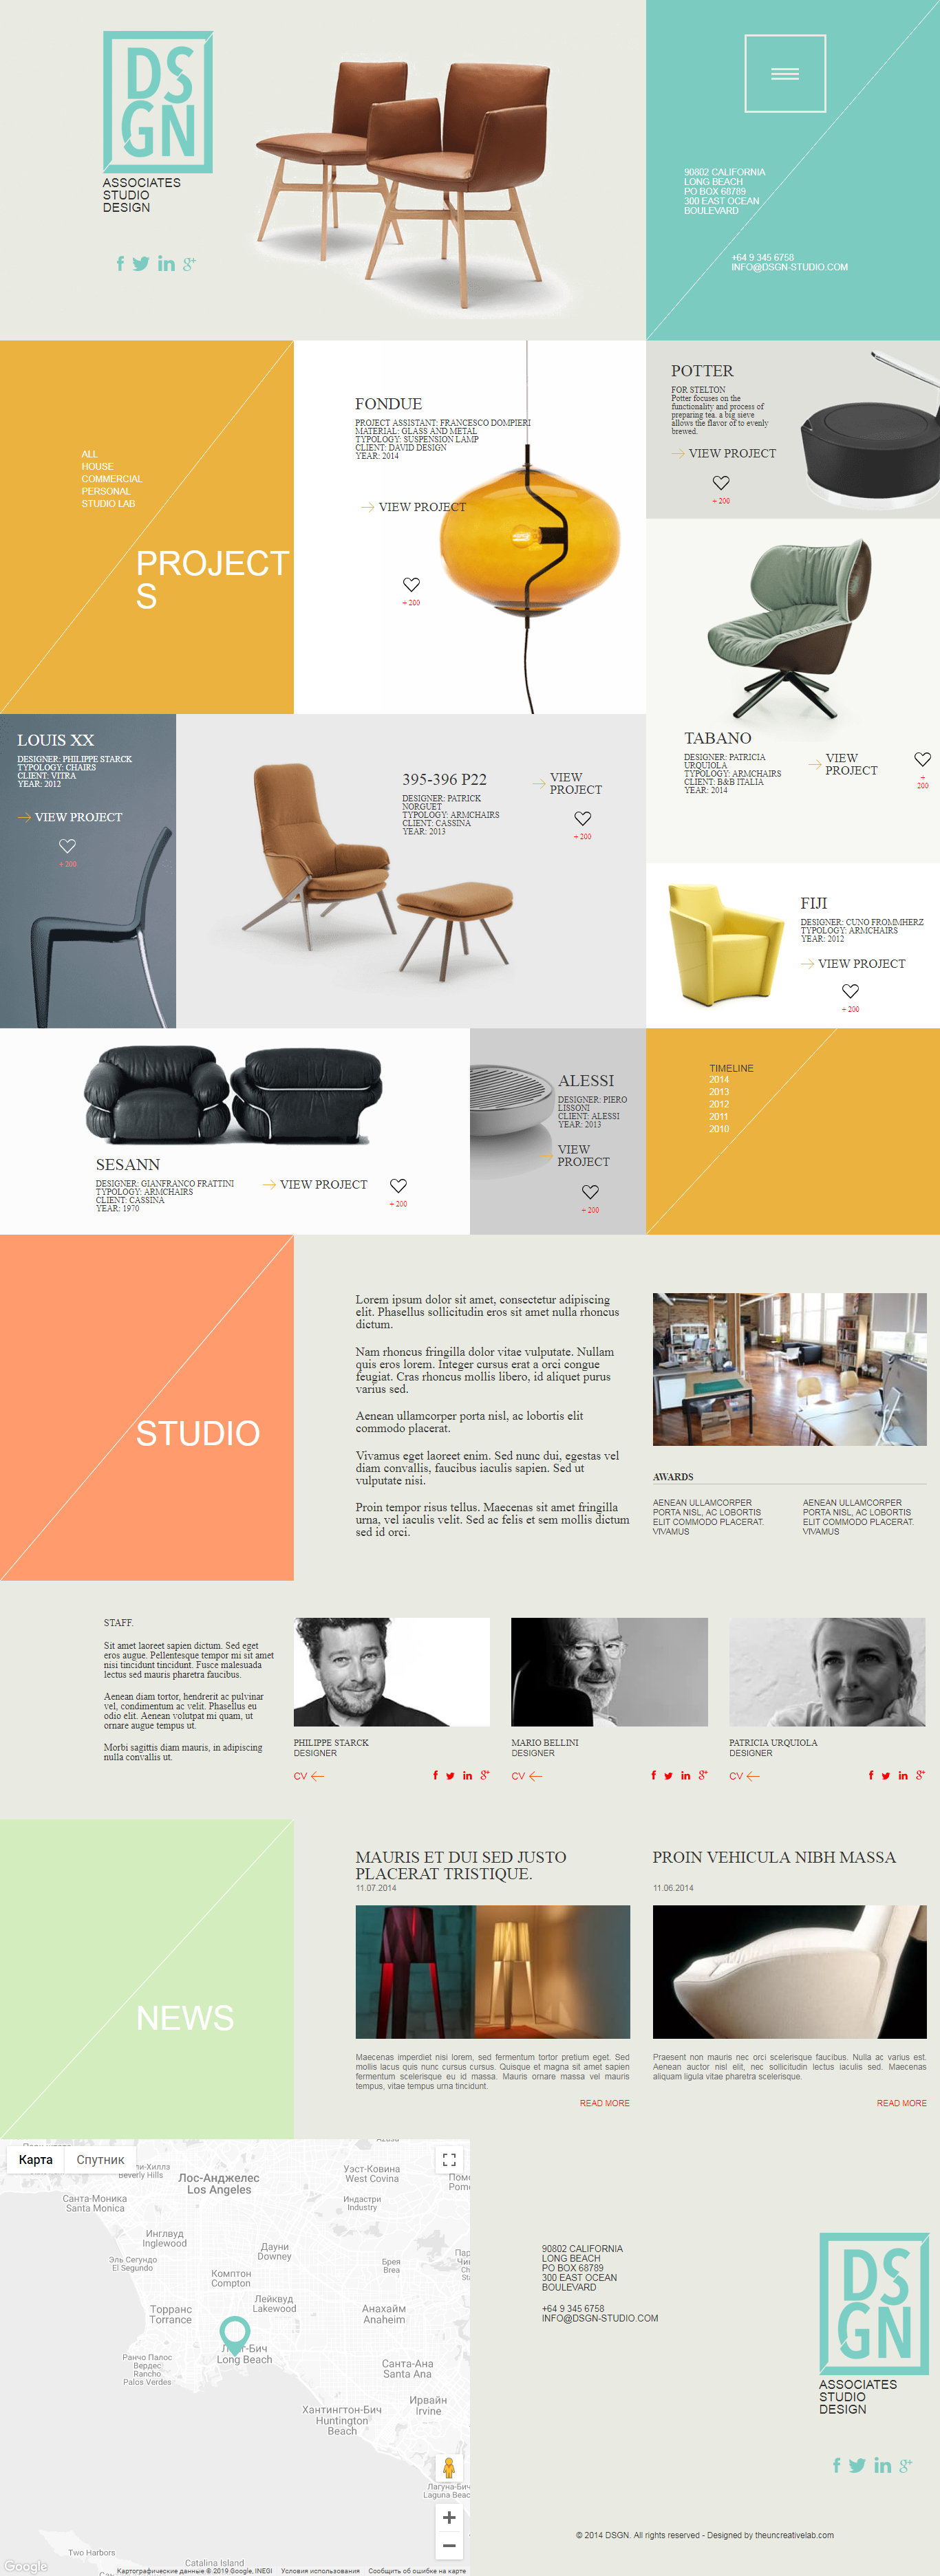 DS
GN
ASSOCIATES
STUDIO
DESIGN
90802 CALIFORNIA
LONG BEACH
PO BOX 68789
300 EAST OCEAN
BOULEVARD
+64 9 345 6758
INFO@DSGN-STUDIO.COM
ALL
HOUSE
COMMERCIAL
PERSONAL
STUDIO LAB
PROJECT
S
FONDUE
PROJECT ASSISTANT: FRANCESCO DOMPIERI
MATERIAL: GLASS AND METAL
TYPOLOGY: SUSPENSION LAMP
CLIENT: DAVID DESIGN
YEAR: 2014
VIEW PROJECT
+ 200
POTTER
FOR STELTON
Potter focuses on the
functionality and process of
preparing tea. a big sieve
allows the flavor of to evenly
brewed.
VIEW PROJECT
+ 200
TABANO
DESIGNER: PATRICIA
URQUIOLA
TYPOLOGY: ARMCHAIRS
CLIENT: B&B ITALIA
YEAR: 2014
VIEW
PROJECT
+
200
LOUIS XX
DESIGNER: PHILIPPE STARCK
TYPOLOGY: CHAIRS
CLIENT: VITRA
YEAR: 2012
VIEW PROJECT
+ 200
395-396 P22
DESIGNER: PATRICK
NORGUET
TYPOLOGY: ARMCHAIRS
CLIENT: CASSINA
YEAR: 2013
VIEW
PROJECT
+ 200
FIJI
DESIGNER: CUNO FROMMHERZ
TYPOLOGY: ARMCHAIRS
YEAR: 2012
VIEW PROJECT
+ 200
SESANN
DESIGNER: GIANFRANCO FRATTINI
TYPOLOGY: ARMCHAIRS
CLIENT: CASSINA
YEAR: 1970
VIEW PROJECT
+ 200
ALESSI
DESIGNER: PIERO
LISSONI
CLIENT: ALESSI
YEAR: 2013
VIEW
PROJECT
+ 200
TIMELINE
2014
2013
2012
2011
2010
STUDIO
Lorem ipsum dolor sit amet, consectetur adipiscing
elit. Phasellus sollicitudin eros sit amet nulla rhoncus
dictum.
Nam rhoncus fringilla dolor vitae vulputate. Nullam
quis eros lorem. Integer cursus erat a orci congue
feugiat. Cras rhoncus mollis libero, id aliquet purus
varius sed.
Aenean ullamcorper porta nisl, ac lobortis elit
commodo placerat.
Vivamus eget laoreet enim. Sed nunc dui, egestas vel
diam convallis, faucibus iaculis sapien. Sed ut
vulputate nisi.
Proin tempor risus tellus. Maecenas sit amet fringilla
urna, vel iaculis velit. Sed ac felis et sem mollis dictum
sed id orci.
AWARDS
AENEAN ULLAMCORPER
PORTA NISL, AC LOBORTIS
ELIT COMMODO PLACERAT.
VIVAMUS
AENEAN ULLAMCORPER
PORTA NISL, AC LOBORTIS
ELIT COMMODO PLACERAT.
VIVAMUS
STAFF.
Sit amet laoreet sapien dictum. Sed eget
eros augue. Pellentesque tempor mi sit amet
nisi tincidunt tincidunt. Fusce malesuada
lectus sed mauris pharetra faucibus.
Aenean diam tortor, hendrerit ac pulvinar
vel, condimentum ac velit. Phasellus eu
odio elit. Aenean volutpat mi quam, ut
ornare augue tempus ut.
Morbi sagittis diam mauris, in adipiscing
nulla convallis ut.
PHILIPPE STARCK
DESIGNER
CV
MARIO BELLINI
DESIGNER
CV
PATRICIA URQUIOLA
DESIGNER
CV
NEWS
MAURIS ET DUI SED JUSTO
PLACERAT TRISTIQUE.
11.07.2014
Maecenas imperdiet nisi lorem, sed fermentum tortor pretium eget. Sed
mollis lacus quis nunc cursus cursus. Quisque et magna sit amet sapien
fermentum scelerisque eu id massa. Mauris ornare massa vel mauris
tempus, vitae tempus urna tincidunt.
READ MORE
PROIN VEHICULA NIBH MASSA
11.06.2014
Praesent non mauris nec orci scelerisque faucibus. Nulla ac varius est.
Aenean auctor nisl elit, nec sollicitudin lectus iaculis sed. Maecenas
aliquam ligula vitae pharetra scelerisque.
READ MORE
Карта
Спутник
Beverly Hills
Лос-Анджелес
Los Angeles
Уэст-Ковина
West Covina
Санта-Моника
Santa Monica
Индастри
Industry
Инглвуд
Inglewood
Дауни
Downey
Эль Сегундо
El Segundo
Брея
Brea
Комптон
Compton
Лейквуд
Lakewood
Торранс
Torrance
Анахайм
Anaheim
Long Beach
Ранчо Палос
Вердес
Rancho
Palos Verdes
Санта-Ана
Santa Ana
Ирвайн
Irvine
Хантингтон-Бич
Huntington
Beach
Two Harbors
Catalina Island
Google
Картографические данные © 2019 Google, INEGI
Условия использования
Сообщить об ошибке на карте
90802 CALIFORNIA
LONG BEACH
PO BOX 68789
300 EAST OCEAN
BOULEVARD
+64 9 345 6758
INFO@DSGN-STUDIO.COM
DS
GN
ASSOCIATES
STUDIO
DESIGN
© 2014 DSGN. All rights reserved - Designed by theuncreativelab.com